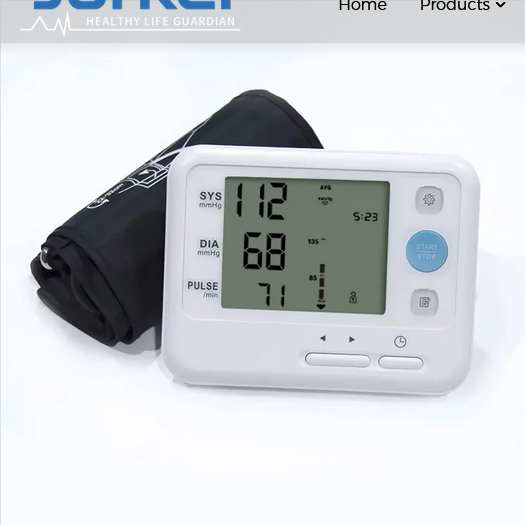 HEALTHY LIFE GUARDIAN
Home
Products
SYS
mmHg
112
AVG
mmHg
5:23
DIA
mmHg
68
135
85
PULSE
/min
71
START
STOP